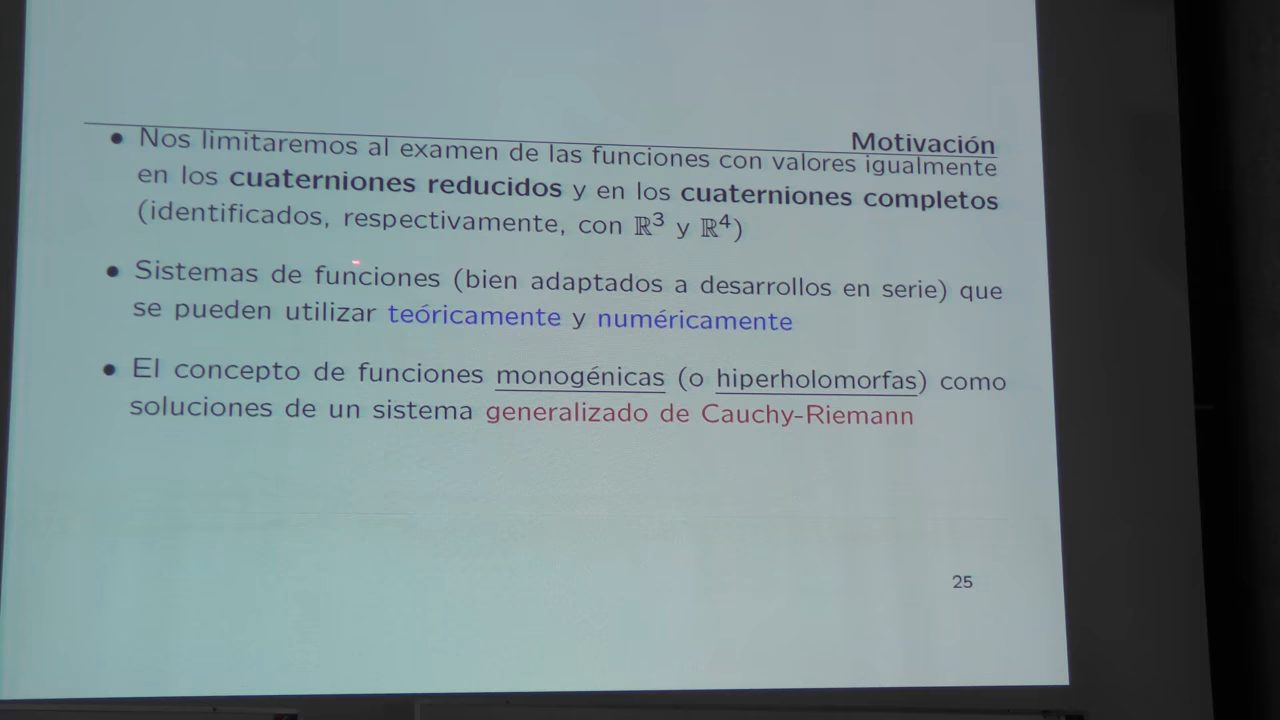 Motivación
• Nos limitaremos al examen de las funciones con valores igualmente
en los cuaterniones reducidos y en los cuaterniones completos
(identificados, respectivamente, con ℝ³ y ℝ⁴)
• Sistemas de funciones (bien adaptados a desarrollos en serie) que
se pueden utilizar teóricamente y numéricamente
• El concepto de funciones monogénicas (o hiperholomorfas) como
soluciones de un sistema generalizado de Cauchy-Riemann
25